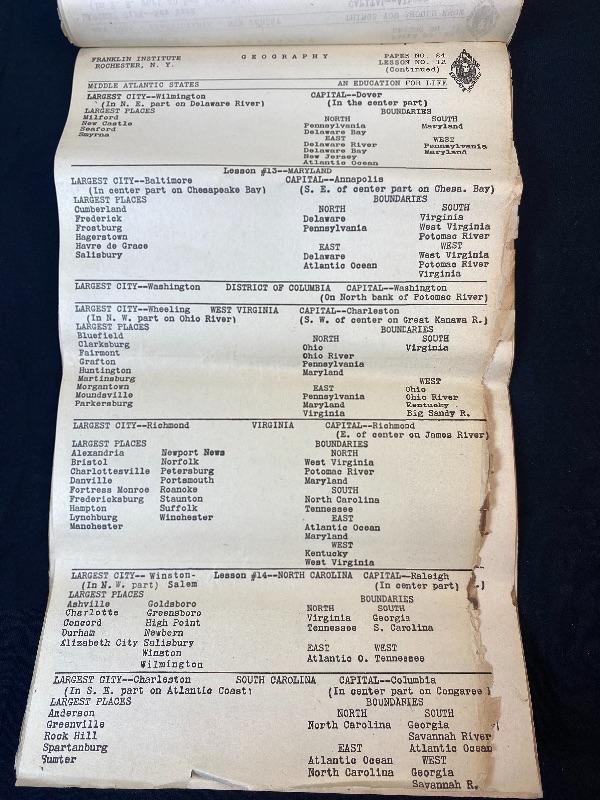 FRANKLIN INSTITUTE GEOGRAPHY PAPER NO. 84
ROCHESTER, N. Y. LESSON NO. 12
(Continued)
MIDDLE ATLANTIC STATES AN EDUCATION FOR LIFE
LARGEST CITY--Wilmington CAPITAL--Dover
(In N. E. part on Delaware River) (In the center part)
LARGEST PLACES BOUNDARIES
Milford NORTH SOUTH
New Castle Pennsylvania Maryland
Seaford Delaware Bay
Smyrna EAST WEST
Delaware River Pennsylvania
Delaware Bay Maryland
New Jersey
Atlantic Ocean
Lesson #13--MARYLAND
LARGEST CITY--Baltimore CAPITAL--Annapolis
(In center part on Chesapeake Bay) (S. E. of center part on Chesa. Bay)
LARGEST PLACES BOUNDARIES
Cumberland NORTH SOUTH
Frederick Delaware Virginia
Frostburg Pennsylvania West Virginia
Hagerstown Potomac River
Havre de Grace EAST WEST
Salisbury Delaware West Virginia
Atlantic Ocean Potomac River
Virginia
LARGEST CITY--Washington DISTRICT OF COLUMBIA CAPITAL--Washington
(On North bank of Potomac River)
LARGEST CITY--Wheeling WEST VIRGINIA CAPITAL--Charleston
(In N. W. part on Ohio River) (S. W. of center on Great Kanawa R.)
LARGEST PLACES BOUNDARIES
Bluefield NORTH SOUTH
Clarksburg Ohio Virginia
Fairmont Ohio River
Grafton Pennsylvania
Huntington Maryland
Martinsburg WEST
Morgantown EAST Ohio
Moundsville Pennsylvania Ohio River
Parkersburg Maryland Kentucky
Virginia Big Sandy R.
LARGEST CITY--Richmond VIRGINIA CAPITAL--Richmond
(E. of center on James River)
LARGEST PLACES BOUNDARIES
Alexandria Newport News NORTH
Bristol Norfolk West Virginia
Charlottesville Petersburg Potomac River
Danville Portsmouth Maryland
Fortress Monroe Roanoke SOUTH
Fredericksburg Staunton North Carolina
Hampton Suffolk Tennessee
Lynchburg Winchester EAST
Manchester Atlantic Ocean
Maryland
WEST
Kentucky
West Virginia
LARGEST CITY-- Winston- Lesson #14--NORTH CAROLINA CAPITAL--Raleigh
(In N. W. part) Salem (In center part)
LARGEST PLACES BOUNDARIES
Ashville Goldsboro NORTH SOUTH
Charlotte Greensboro Virginia Georgia
Concord High Point Tennessee S. Carolina
Durham Newbern
Elizabeth City Salisbury EAST WEST
Winston Atlantic O. Tennessee
Wilmington
LARGEST CITY--Charleston SOUTH CAROLINA CAPITAL--Columbia
(In S. E. part on Atlantic Coast) (In center part on Congaree
LARGEST PLACES BOUNDARIES
Anderson NORTH SOUTH
Greenville North Carolina Georgia
Rock Hill Savannah River
Spartanburg EAST Atlantic Ocean
Sumter Atlantic Ocean WEST
North Carolina Georgia
Savannah R.